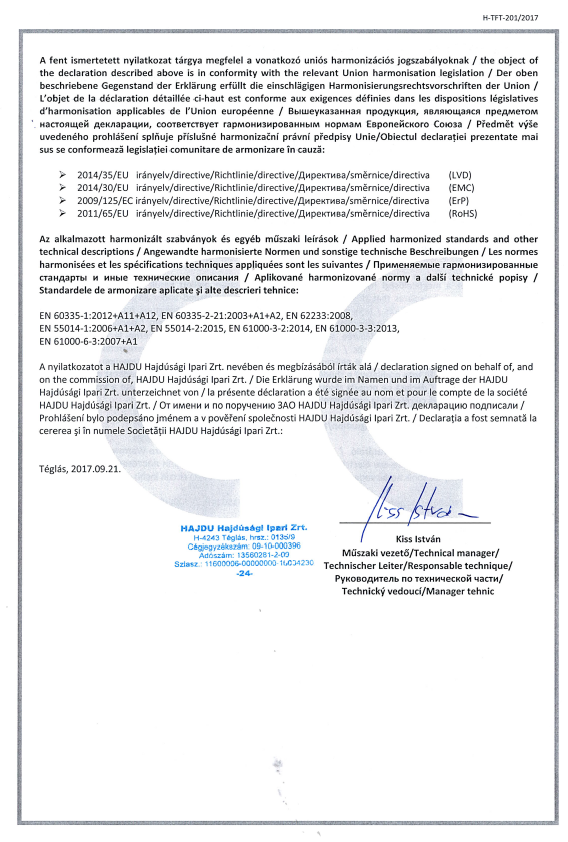 H-TFT-201/2017
A fent ismertetett nyilatkozat tárgya megfelel a vonatkozó uniós harmonizációs jogszabályoknak / the object of
the declaration described above is in conformity with the relevant Union harmonisation legislation / Der oben
beschriebene Gegenstand der Erklärung erfüllt die einschlägigen Harmonisierungsrechtsvorschriften der Union /
L'objet de la déclaration détaillée ci-haut est conforme aux exigences définies dans les dispositions législatives
d'harmonisation applicables de l'Union européenne / Вышеуказанная продукция, являющаяся предметом
настоящей декларации, соответствует гармонизированным нормам Европейского Союза / Předmět výše
uvedeného prohlášení splňuje příslušné harmonizační právní předpisy Unie/Obiectul declarației prezentate mai
sus se conformează legislației comunitare de armonizare în cauză:
➢ 2014/35/EU irányelv/directive/Richtlinie/directive/Директива/směrnice/directiva (LVD)
➢ 2014/30/EU irányelv/directive/Richtlinie/directive/Директива/směrnice/directiva (EMC)
➢ 2009/125/EC irányelv/directive/Richtlinie/directive/Директива/směrnice/directiva (ErP)
➢ 2011/65/EU irányelv/directive/Richtlinie/directive/Директива/směrnice/directiva (RoHS)
Az alkalmazott harmonizált szabványok és egyéb műszaki leírások / Applied harmonized standards and other
technical descriptions / Angewandte harmonisierte Normen und sonstige technische Beschreibungen / Les normes
harmonisées et les spécifications techniques appliquées sont les suivantes / Применяемые гармонизированные
стандарты и иные технические описания / Aplikované harmonizované normy a další technické popisy /
Standardele de armonizare aplicate și alte descrieri tehnice:
EN 60335-1:2012+A11+A12, EN 60335-2-21:2003+A1+A2, EN 62233:2008,
EN 55014-1:2006+A1+A2, EN 55014-2:2015, EN 61000-3-2:2014, EN 61000-3-3:2013,
EN 61000-6-3:2007+A1
A nyilatkozatot a HAJDU Hajdúsági Ipari Zrt. nevében és megbízásából írták alá / declaration signed on behalf of, and
on the commission of, HAJDU Hajdúsági Ipari Zrt. / Die Erklärung wurde im Namen und im Auftrage der HAJDU
Hajdúsági Ipari Zrt. unterzeichnet von / la présente déclaration a été signée au nom et pour le compte de la société
HAJDU Hajdúsági Ipari Zrt. / От имени и по поручению ЗАО HAJDU Hajdúsági Ipari Zrt. декларацию подписали /
Prohlášení bylo podepsáno jménem a v pověření společnosti HAJDU Hajdúsági Ipari Zrt. / Declarația a fost semnată la
cererea și în numele Societății HAJDU Hajdúsági Ipari Zrt.:
Téglás, 2017.09.21.
Kiss István
HAJDU Hajdúsági Ipari Zrt.
H-4243 Téglás, hrsz.: 0135/9
Cégjegyzékszám: 09-10-000396
Adószám: 13560281-2-09
Szlasz.: 11600006-00000000-16034230
-24-
Kiss István
Műszaki vezető/Technical manager/
Technischer Leiter/Responsable technique/
Руководитель по технической части/
Technický vedoucí/Manager tehnic